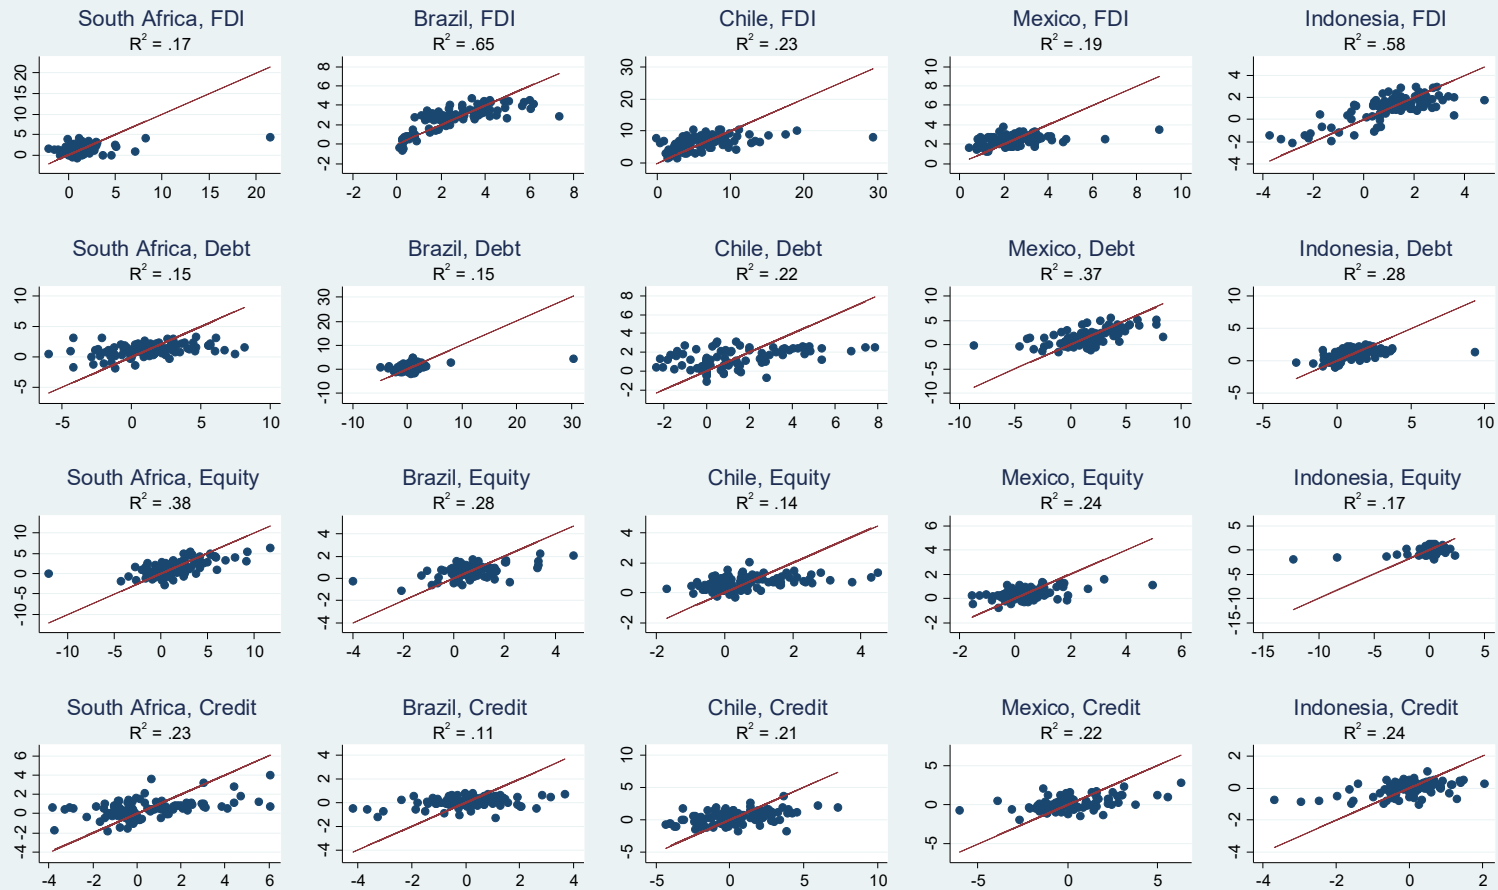 South Africa, FDI
R² = .17
20
15
10
5
0
0 5 10 15 20
Brazil, FDI
R² = .65
8
6
4
2
0
-2
-2 0 2 4 6 8
Chile, FDI
R² = .23
30
20
10
0
0 10 20 30
Mexico, FDI
R² = .19
10
8
6
4
2
0
0 2 4 6 8 10
Indonesia, FDI
R² = .58
4
2
0
-2
-4
-4 -2 0 2 4
South Africa, Debt
R² = .15
10
5
0
-5
-5 0 5 10
Brazil, Debt
R² = .15
30
20
10
0
-10
-10 0 10 20 30
Chile, Debt
R² = .22
8
6
4
2
0
-2
-2 0 2 4 6 8
Mexico, Debt
R² = .37
10
5
0
-5
-10
-10 -5 0 5 10
Indonesia, Debt
R² = .28
10
5
0
-5
-5 0 5 10
South Africa, Equity
R² = .38
10
5
0
-5
-10
-10 -5 0 5 10
Brazil, Equity
R² = .28
4
2
0
-2
-4
-4 -2 0 2 4
Chile, Equity
R² = .14
4
2
0
-2
-2 0 2 4
Mexico, Equity
R² = .24
6
4
2
0
-2
-2 0 2 4 6
Indonesia, Equity
R² = .17
5
0
-5
-10
-15
-15 -10 -5 0 5
South Africa, Credit
R² = .23
6
4
2
0
-2
-4
-4 -2 0 2 4 6
Brazil, Credit
R² = .11
4
2
0
-2
-4
-4 -2 0 2 4
Chile, Credit
R² = .21
10
5
0
-5
-5 0 5 10
Mexico, Credit
R² = .22
5
0
-5
-5 0 5
Indonesia, Credit
R² = .24
2
0
-2
-4
-4 -2 0 2